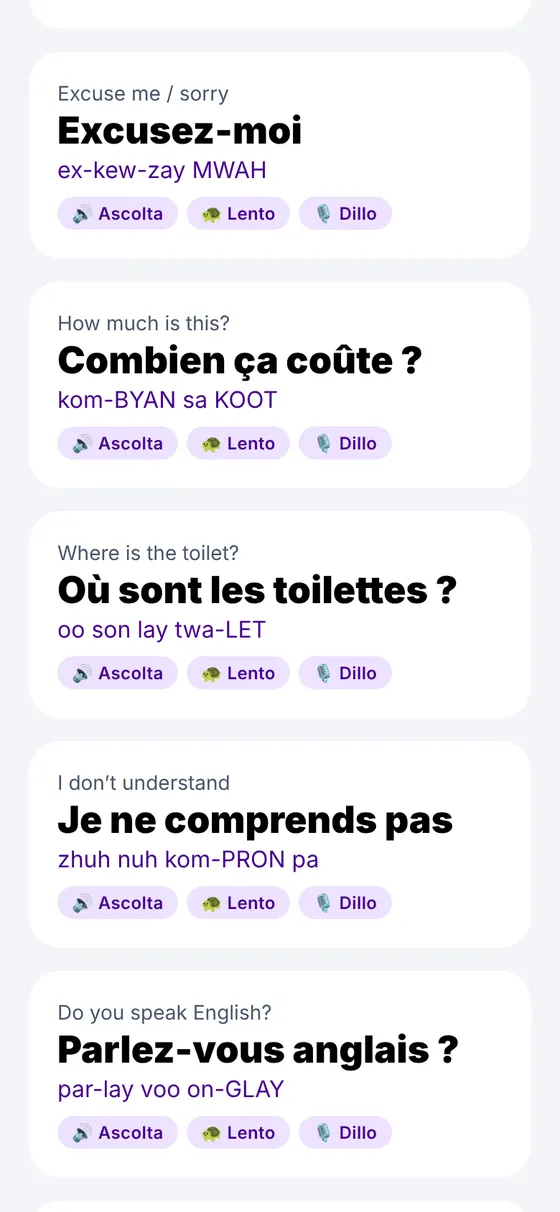 Excuse me / sorry
Excusez-moi
ex-kew-zay MWAH
🔊 Ascolta 🐢 Lento 🎙️ Dillo
How much is this?
Combien ça coûte ?
kom-BYAN sa KOOT
🔊 Ascolta 🐢 Lento 🎙️ Dillo
Where is the toilet?
Où sont les toilettes ?
oo son lay twa-LET
🔊 Ascolta 🐢 Lento 🎙️ Dillo
I don’t understand
Je ne comprends pas
zhuh nuh kom-PRON pa
🔊 Ascolta 🐢 Lento 🎙️ Dillo
Do you speak English?
Parlez-vous anglais ?
par-lay voo on-GLAY
🔊 Ascolta 🐢 Lento 🎙️ Dillo